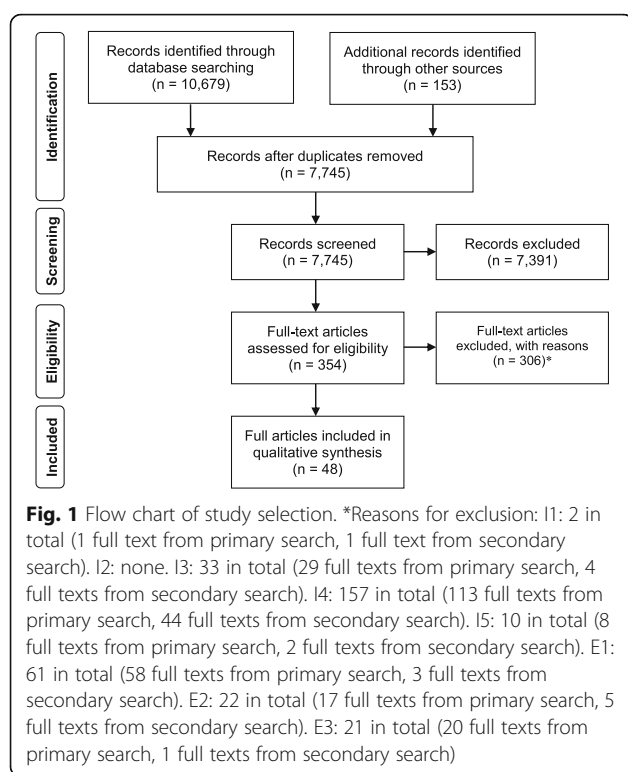 Identification
Records identified through
database searching
(n = 10,679)
Additional records identified
through other sources
(n = 153)
Records after duplicates removed
(n = 7,745)
Screening
Records screened
(n = 7,745)
Records excluded
(n = 7,391)
Eligibility
Full-text articles
assessed for eligibility
(n = 354)
Full-text articles
excluded, with reasons
(n = 306)*
Included
Full articles included in
qualitative synthesis
(n = 48)
Fig. 1 Flow chart of study selection. *Reasons for exclusion: I1: 2 in
total (1 full text from primary search, 1 full text from secondary
search). I2: none. I3: 33 in total (29 full texts from primary search, 4
full texts from secondary search). I4: 157 in total (113 full texts from
primary search, 44 full texts from secondary search). I5: 10 in total (8
full texts from primary search, 2 full texts from secondary search). E1:
61 in total (58 full texts from primary search, 3 full texts from
secondary search). E2: 22 in total (17 full texts from primary search, 5
full texts from secondary search). E3: 21 in total (20 full texts from
primary search, 1 full texts from secondary search)